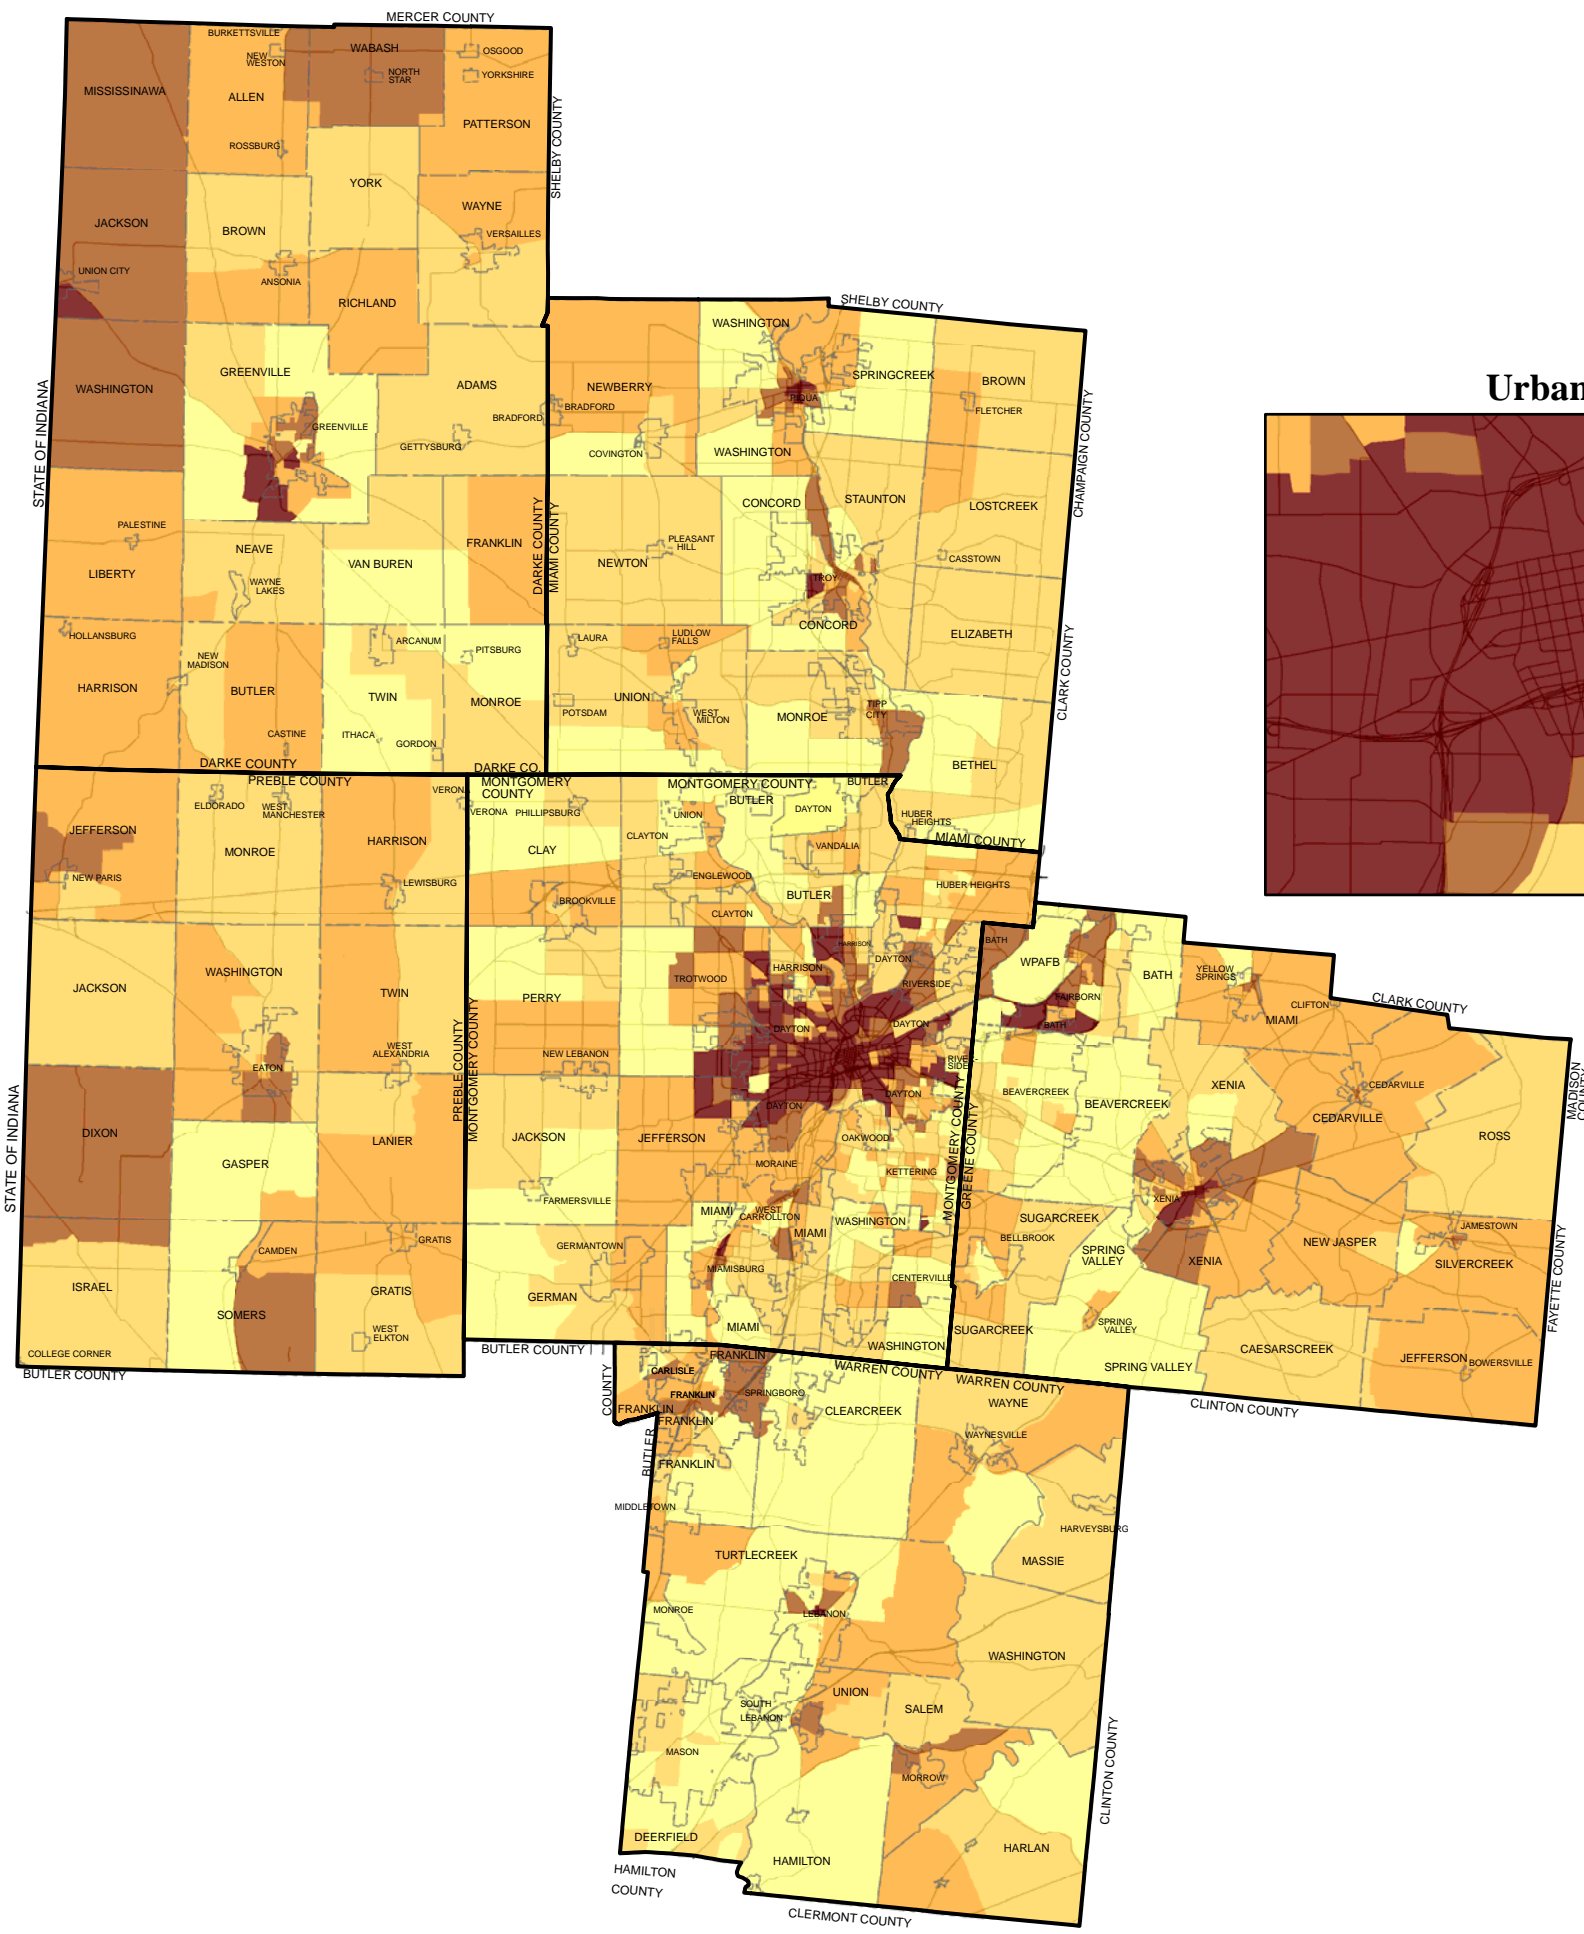 MERCER COUNTY
BURKETTSVILLE
NEW
WESTON
WABASH
OSGOOD
NORTH
STAR
YORKSHIRE
MISSISSINAWA
ALLEN
PATTERSON
SHELBY COUNTY
ROSSBURG
YORK
WAYNE
JACKSON
BROWN
VERSAILLES
UNION CITY
ANSONIA
RICHLAND
SHELBY COUNTY
WASHINGTON
GREENVILLE
SPRINGCREEK
BROWN
Urban
WASHINGTON
ADAMS
NEWBERRY
PIQUA
FLETCHER
BRADFORD
BRADFORD
STATE OF INDIANA
GREENVILLE
GETTYSBURG
COVINGTON
WASHINGTON
CHAMPAIGN COUNTY
CONCORD
STAUNTON
LOSTCREEK
PALESTINE
NEAVE
FRANKLIN
DARKE COUNTY
MIAMI COUNTY
PLEASANT
HILL
NEWTON
CASSTOWN
LIBERTY
VAN BUREN
WAYNE
LAKES
TROY
CONCORD
HOLLANSBURG
ARCANUM
PITSBURG
LAURA
LUDLOW
FALLS
ELIZABETH
CLARK COUNTY
NEW
MADISON
HARRISON
BUTLER
TWIN
MONROE
UNION
POTSDAM
WEST
MILTON
MONROE
TIPP
CITY
CASTINE
ITHACA
GORDON
BETHEL
DARKE COUNTY
DARKE CO.
PREBLE COUNTY
MONTGOMERY
COUNTY
MONTGOMERY COUNTY
BUTLER
VERONA
ELDORADO
WEST
MANCHESTER
VERONA
PHILLIPSBURG
UNION
BUTLER
DAYTON
HUBER
HEIGHTS
JEFFERSON
MONROE
HARRISON
CLAY
CLAYTON
VANDALIA
MIAMI COUNTY
NEW PARIS
LEWISBURG
BROOKVILLE
ENGLEWOOD
BUTLER
HUBER HEIGHTS
CLAYTON
HARRISON
BATH
WPAFB
BATH
YELLOW
SPRINGS
JACKSON
WASHINGTON
TWIN
PERRY
TROTWOOD
HARRISON
DAYTON
RIVERSIDE
FAIRBORN
BATH
CLIFTON
MIAMI
CLARK COUNTY
PREBLE COUNTY
MONTGOMERY COUNTY
DAYTON
DAYTON
WEST
ALEXANDRIA
EATON
NEW LEBANON
RIVER-
SIDE
DAYTON
DAYTON
BEAVERCREEK
BEAVERCREEK
XENIA
CEDARVILLE
CEDARVILLE
MADISON
COUNTY
ROSS
STATE OF INDIANA
DIXON
GASPER
LANIER
JACKSON
JEFFERSON
OAKWOOD
MORAINE
KETTERING
MONTGOMERY COUNTY
GREENE COUNTY
FARMERSVILLE
XENIA
MIAMI
WEST
CARROLLTON
MIAMI
WASHINGTON
SUGARCREEK
BELLBROOK
SPRING
VALLEY
XENIA
NEW JASPER
JAMESTOWN
SILVERCREEK
CAMDEN
GRATIS
GERMANTOWN
MIAMISBURG
CENTERVILLE
FAYETTE COUNTY
ISRAEL
SOMERS
GRATIS
GERMAN
WEST
ELKTON
MIAMI
WASHINGTON
SUGARCREEK
SPRING
VALLEY
CAESARSCREEK
JEFFERSON
BOWERSVILLE
COLLEGE CORNER
BUTLER COUNTY
BUTLER COUNTY
FRANKLIN
WARREN COUNTY
WARREN COUNTY
SPRING VALLEY
CLINTON COUNTY
COUNTY
CARLISLE
FRANKLIN
SPRINGBORO
FRANKLIN
FRANKLIN
CLEARCREEK
WAYNE
WAYNESVILLE
BUTLER
FRANKLIN
MIDDLETOWN
HARVEYSBURG
TURTLECREEK
MASSIE
MONROE
LEBANON
WASHINGTON
UNION
SALEM
SOUTH
LEBANON
MASON
MORROW
CLINTON COUNTY
DEERFIELD
HAMILTON
HARLAN
HAMILTON
COUNTY
CLERMONT COUNTY